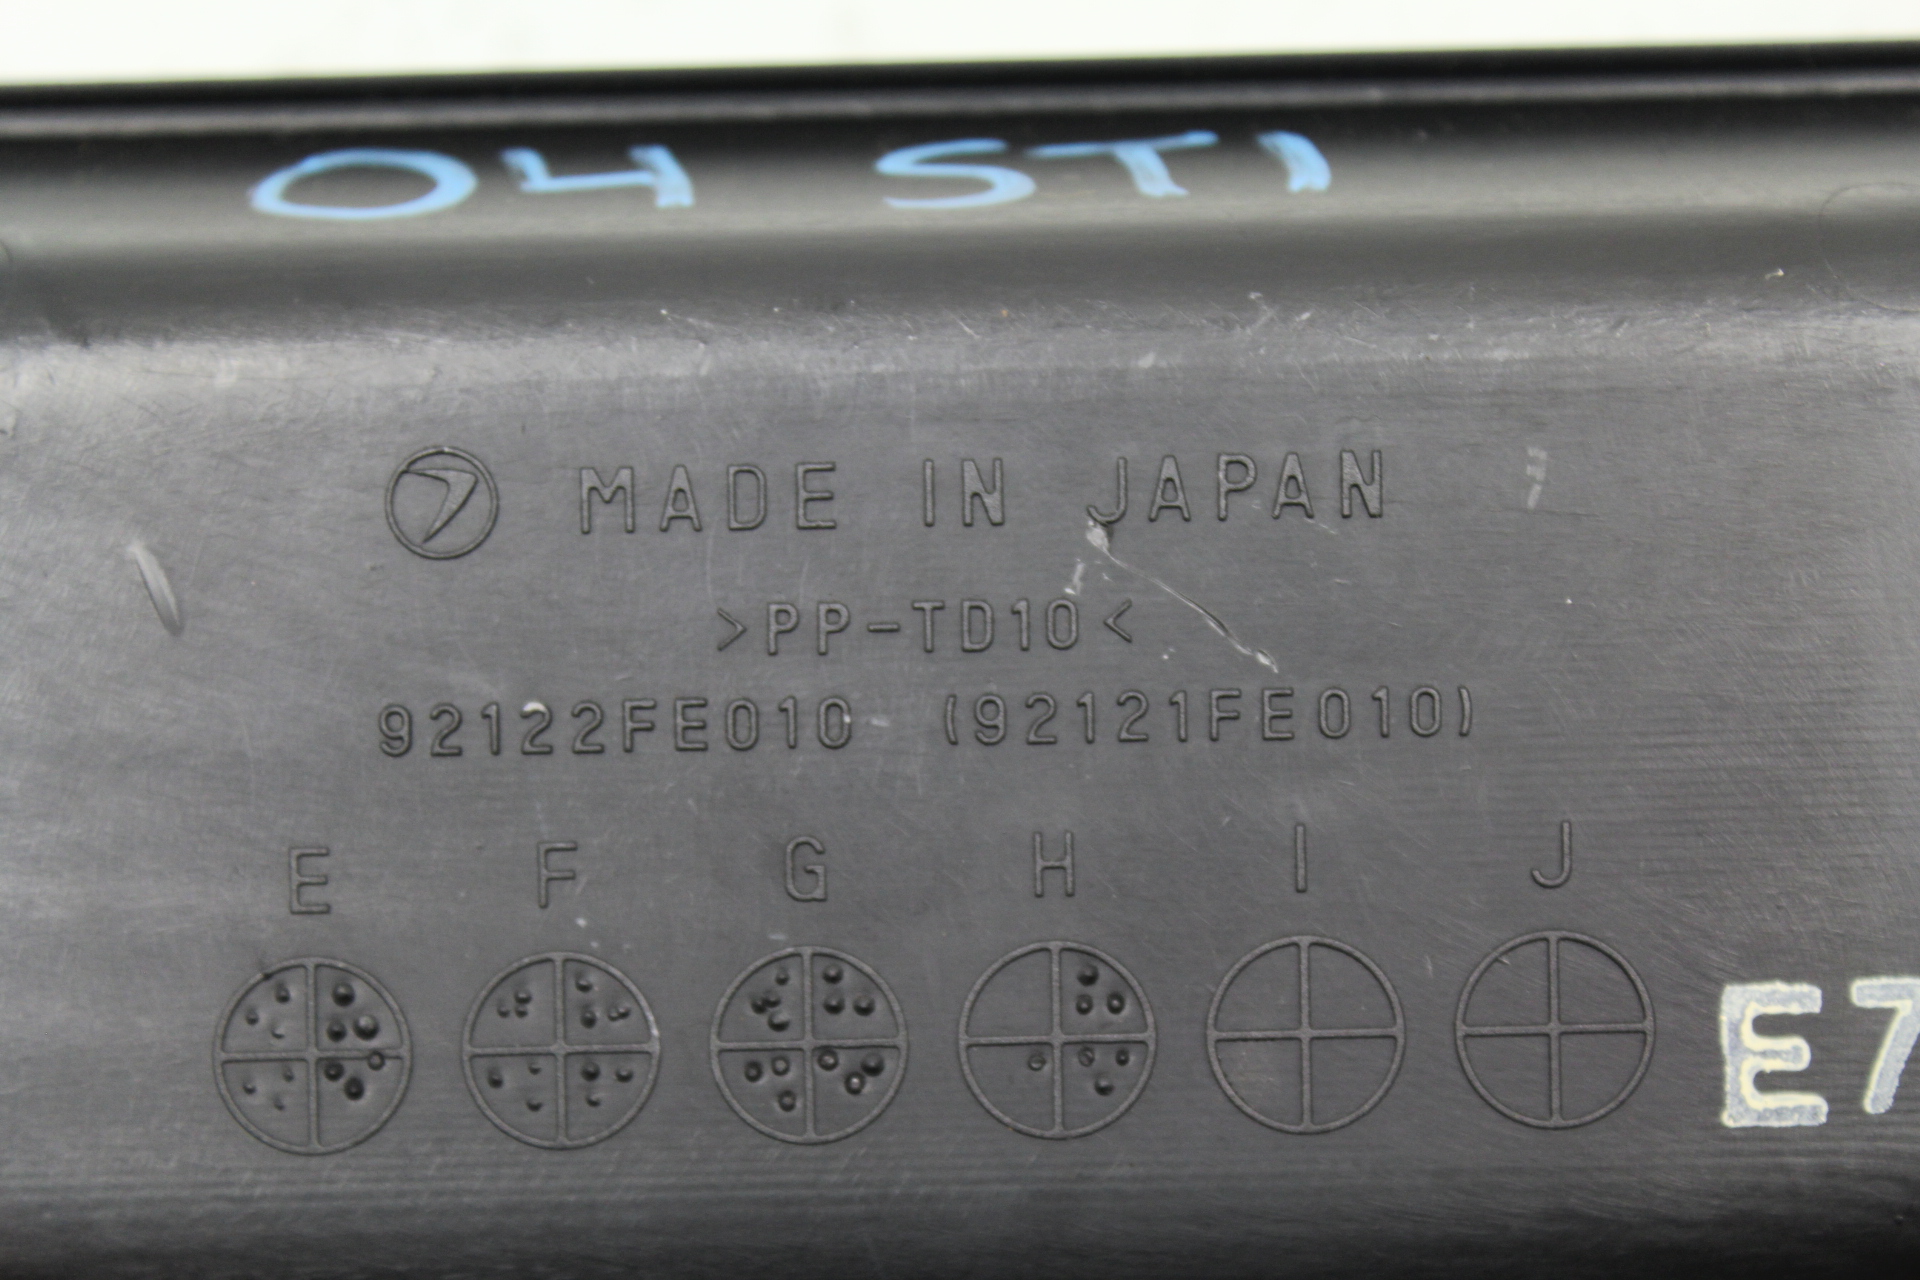 04 STI
MADE IN JAPAN
>PP-TD10<
92122FE010 (92121FE010)
E F G H I J
E7